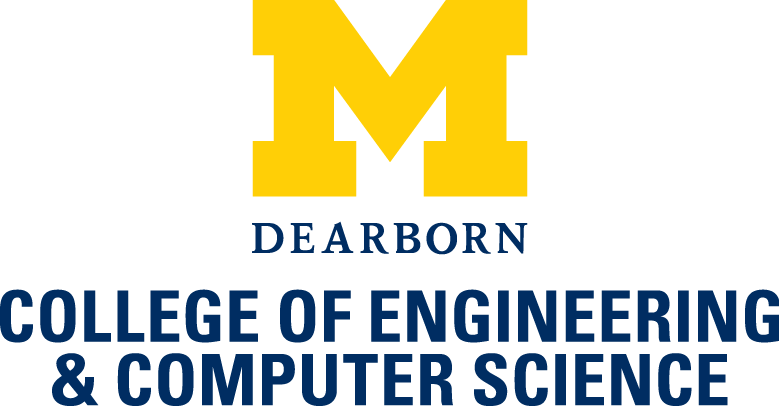 M
DEARBORN
COLLEGE OF ENGINEERING
& COMPUTER SCIENCE